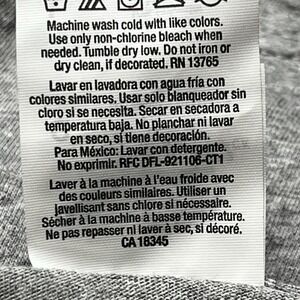 Machine wash cold with like colors.
Use only non-chlorine bleach when
needed. Tumble dry low. Do not iron or
dry clean, if decorated. RN 13765
Lavar en lavadora con agua fría con
colores similares. Usar solo blanqueador sin
cloro si se necesita. Secar en secadora a
temperatura baja. No planchar ni lavar
en seco, si tiene decoración.
Para México: Lavar con detergente.
No exprimir. RFC DFL-921106-CT1
Laver à la machine à l'eau froide avec
des couleurs similaires. Utiliser un
javellisant sans chlore si nécessaire.
Sécher à la machine à basse température.
Ne pas repasser ni laver à sec, si décoré.
CA 18345